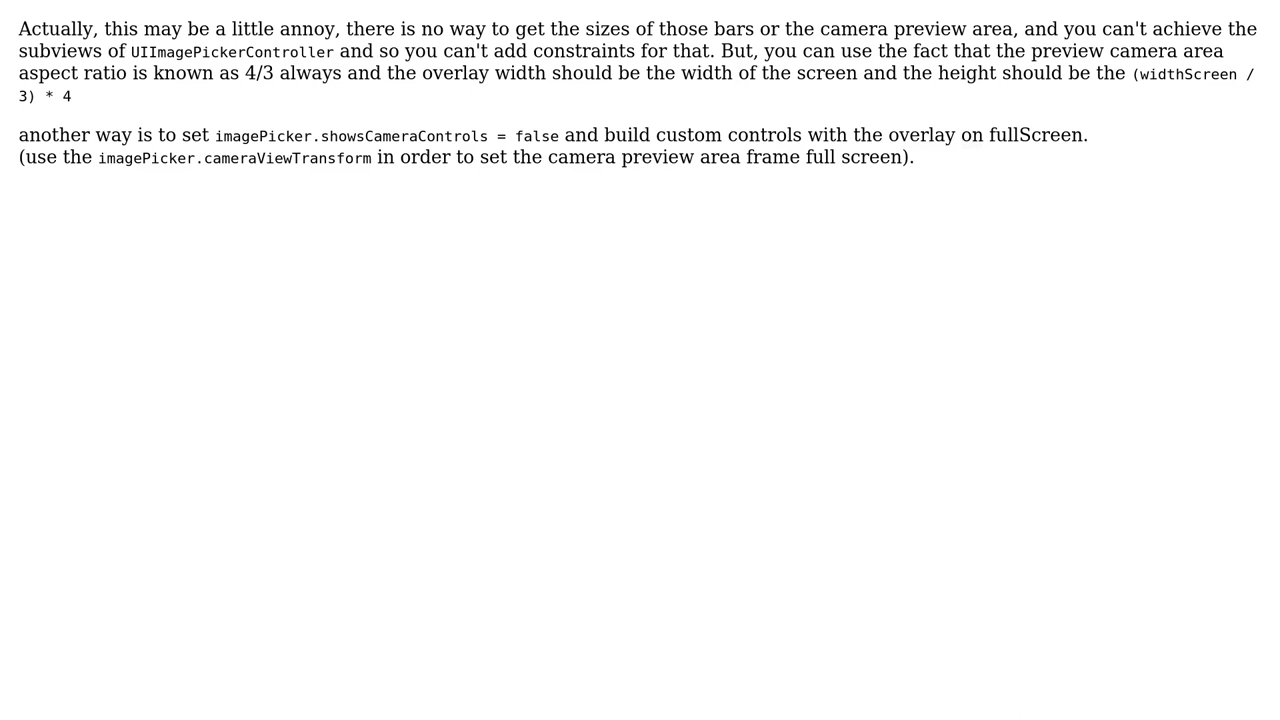 Actually, this may be a little annoy, there is no way to get the sizes of those bars or the camera preview area, and you can't achieve the
subviews of UIImagePickerController and so you can't add constraints for that. But, you can use the fact that the preview camera area
aspect ratio is known as 4/3 always and the overlay width should be the width of the screen and the height should be the (widthScreen /
3) * 4
another way is to set imagePicker.showsCameraControls = false and build custom controls with the overlay on fullScreen.
(use the imagePicker.cameraViewTransform in order to set the camera preview area frame full screen).